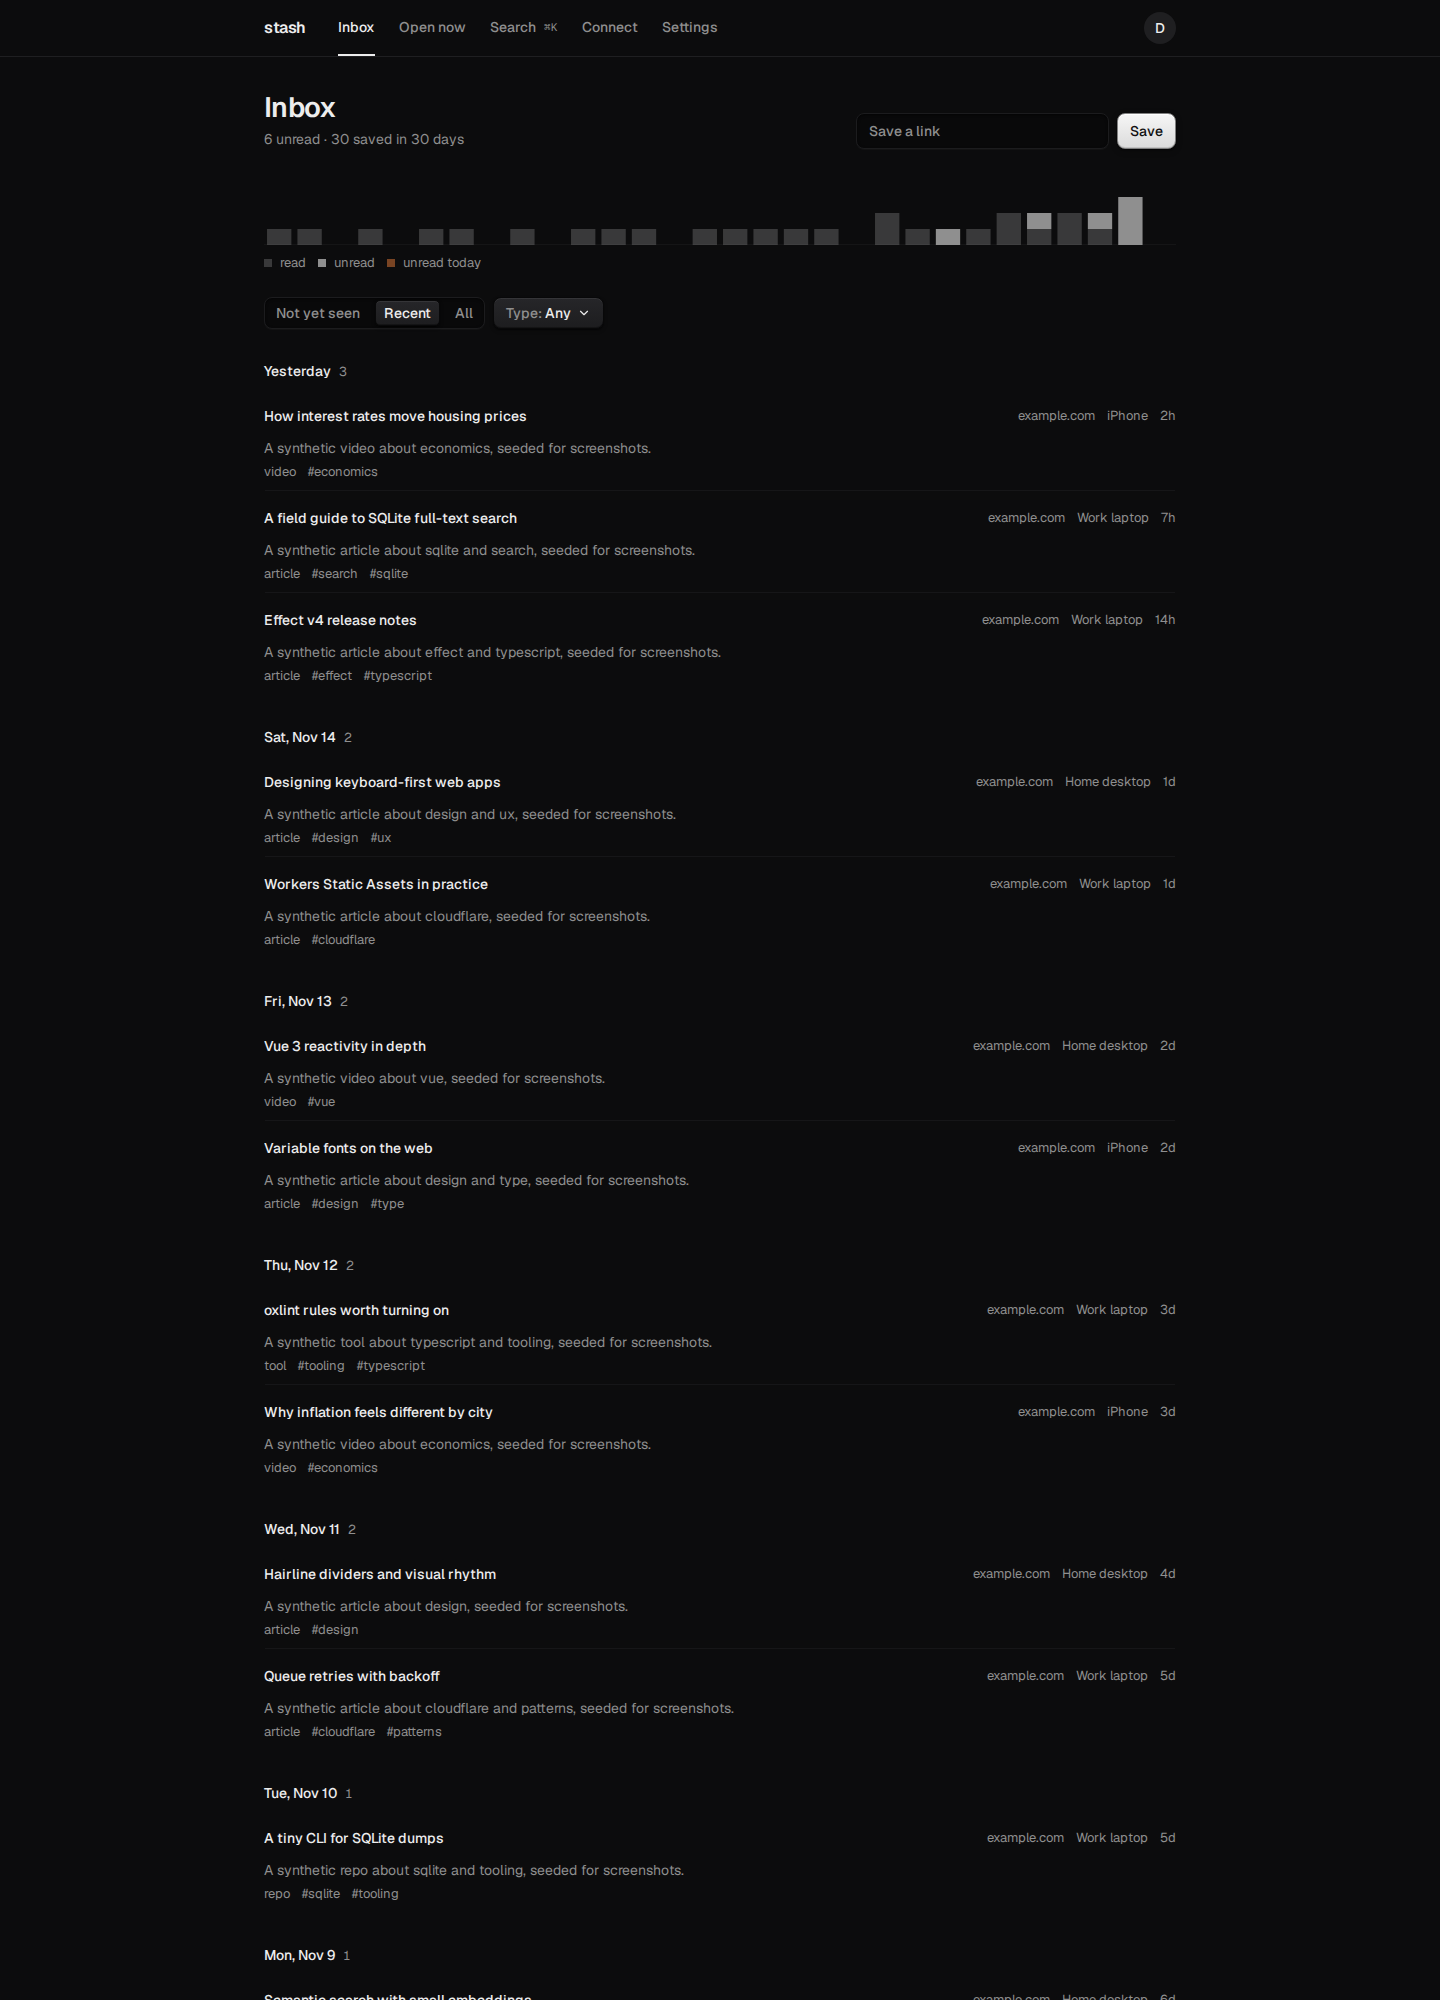 stash Inbox Open now Search ⌘K Connect Settings D
Inbox
6 unread · 30 saved in 30 days
Save a link Save
read unread unread today
Not yet seen Recent All Type: Any
Yesterday 3
How interest rates move housing prices example.com iPhone 2h
A synthetic video about economics, seeded for screenshots.
video #economics
A field guide to SQLite full-text search example.com Work laptop 7h
A synthetic article about sqlite and search, seeded for screenshots.
article #search #sqlite
Effect v4 release notes example.com Work laptop 14h
A synthetic article about effect and typescript, seeded for screenshots.
article #effect #typescript
Sat, Nov 14 2
Designing keyboard-first web apps example.com Home desktop 1d
A synthetic article about design and ux, seeded for screenshots.
article #design #ux
Workers Static Assets in practice example.com Work laptop 1d
A synthetic article about cloudflare, seeded for screenshots.
article #cloudflare
Fri, Nov 13 2
Vue 3 reactivity in depth example.com Home desktop 2d
A synthetic video about vue, seeded for screenshots.
video #vue
Variable fonts on the web example.com iPhone 2d
A synthetic article about design and type, seeded for screenshots.
article #design #type
Thu, Nov 12 2
oxlint rules worth turning on example.com Work laptop 3d
A synthetic tool about typescript and tooling, seeded for screenshots.
tool #tooling #typescript
Why inflation feels different by city example.com iPhone 3d
A synthetic video about economics, seeded for screenshots.
video #economics
Wed, Nov 11 2
Hairline dividers and visual rhythm example.com Home desktop 4d
A synthetic article about design, seeded for screenshots.
article #design
Queue retries with backoff example.com Work laptop 5d
A synthetic article about cloudflare and patterns, seeded for screenshots.
article #cloudflare #patterns
Tue, Nov 10 1
A tiny CLI for SQLite dumps example.com Work laptop 5d
A synthetic repo about sqlite and tooling, seeded for screenshots.
repo #sqlite #tooling
Mon, Nov 9 1
Semantic search with small embeddings example.com Home desktop 6d